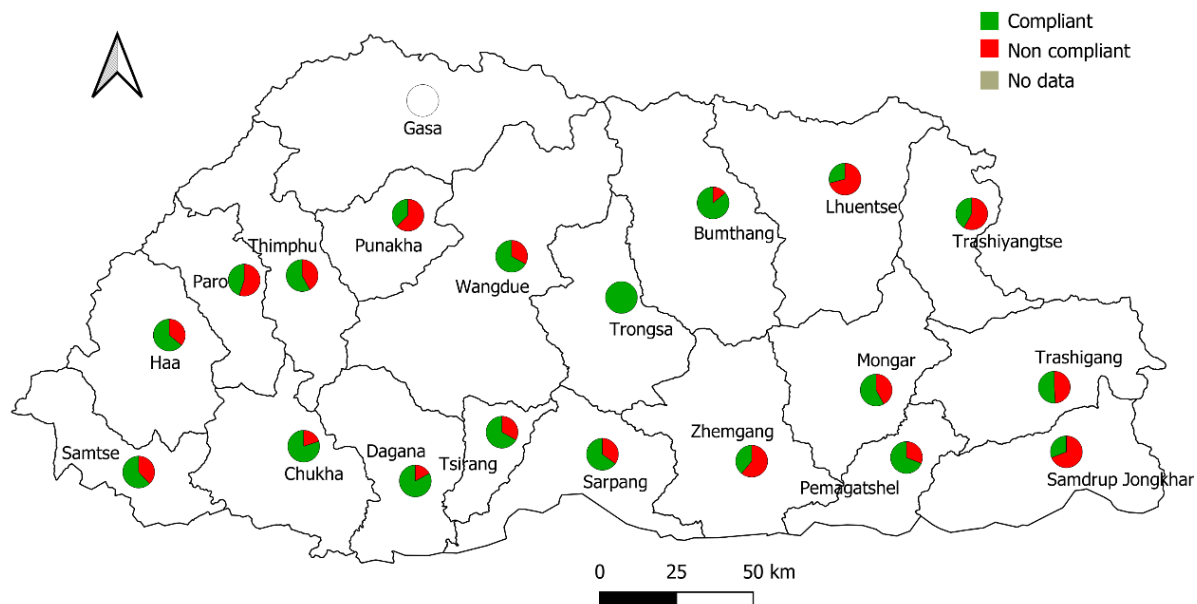 Compliant
Non compliant
No data
Gasa
Lhuentse
Bumthang
Punakha
Thimphu
Trashiyangtse
Paro
Wangdue
Trongsa
Haa
Mongar
Trashigang
Zhemgang
Samtse
Dagana
Chukha
Tsirang
Sarpang
Pemagatshel
Samdrup Jongkhar
0 25 50 km